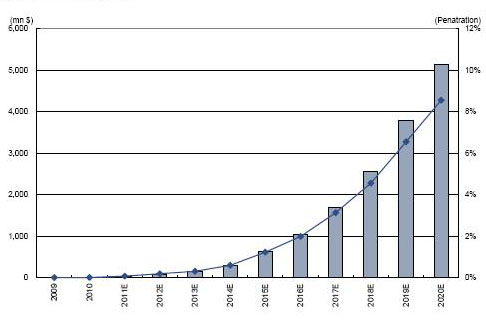 (mn $)
(Penatration)
6,000
12%
5,000
10%
4,000
8%
3,000
6%
2,000
4%
1,000
2%
0
0%
2009
2010
2011E
2012E
2013E
2014E
2015E
2016E
2017E
2018E
2019E
2020E